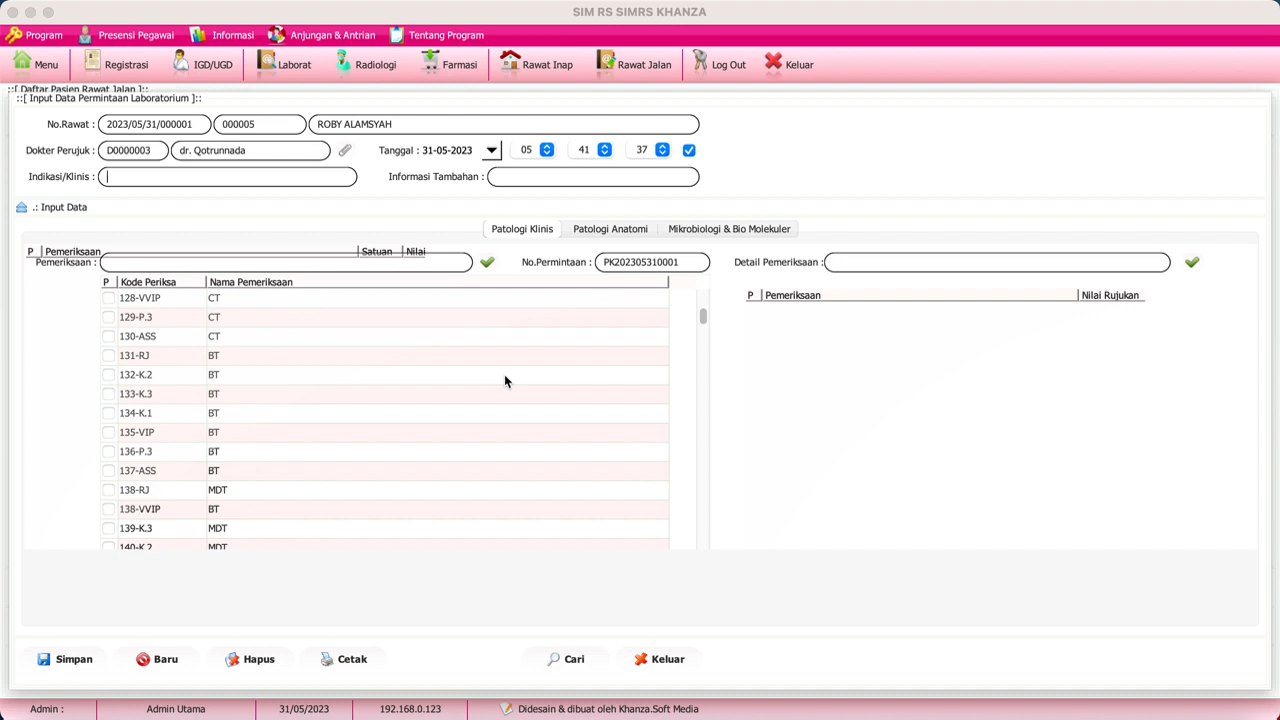 SIM RS SIMRS KHANZA
Program Presensi Pegawai Informasi Anjungan & Antrian Tentang Program
Menu Registrasi IGD/UGD Laborat Radiologi Farmasi Rawat Inap Rawat Jalan Log Out Keluar
::[ Daftar Pasien Rawat Jalan ]::
::[ Input Data Permintaan Laboratorium ]::
No.Rawat : 2023/05/31/000001 000005 ROBY ALAMSYAH
Dokter Perujuk : D0000003 dr. Qotrunnada Tanggal : 31-05-2023 05 41 37
Indikasi/Klinis : Informasi Tambahan :
.: Input Data
Patologi Klinis Patologi Anatomi Mikrobiologi & Bio Molekuler
P Pemeriksaan Satuan Nilai
Pemeriksaan : No.Permintaan : PK202305310001 Detail Pemeriksaan :
P Kode Periksa Nama Pemeriksaan
P Pemeriksaan Nilai Rujukan
128-VVIP CT
129-P.3 CT
130-ASS CT
131-RJ BT
132-K.2 BT
133-K.3 BT
134-K.1 BT
135-VIP BT
136-P.3 BT
137-ASS BT
138-RJ MDT
138-VVIP BT
139-K.3 MDT
140-K.2 MDT
Simpan Baru Hapus Cetak Cari Keluar
Admin : Admin Utama 31/05/2023 192.168.0.123 Didesain & dibuat oleh Khanza.Soft Media